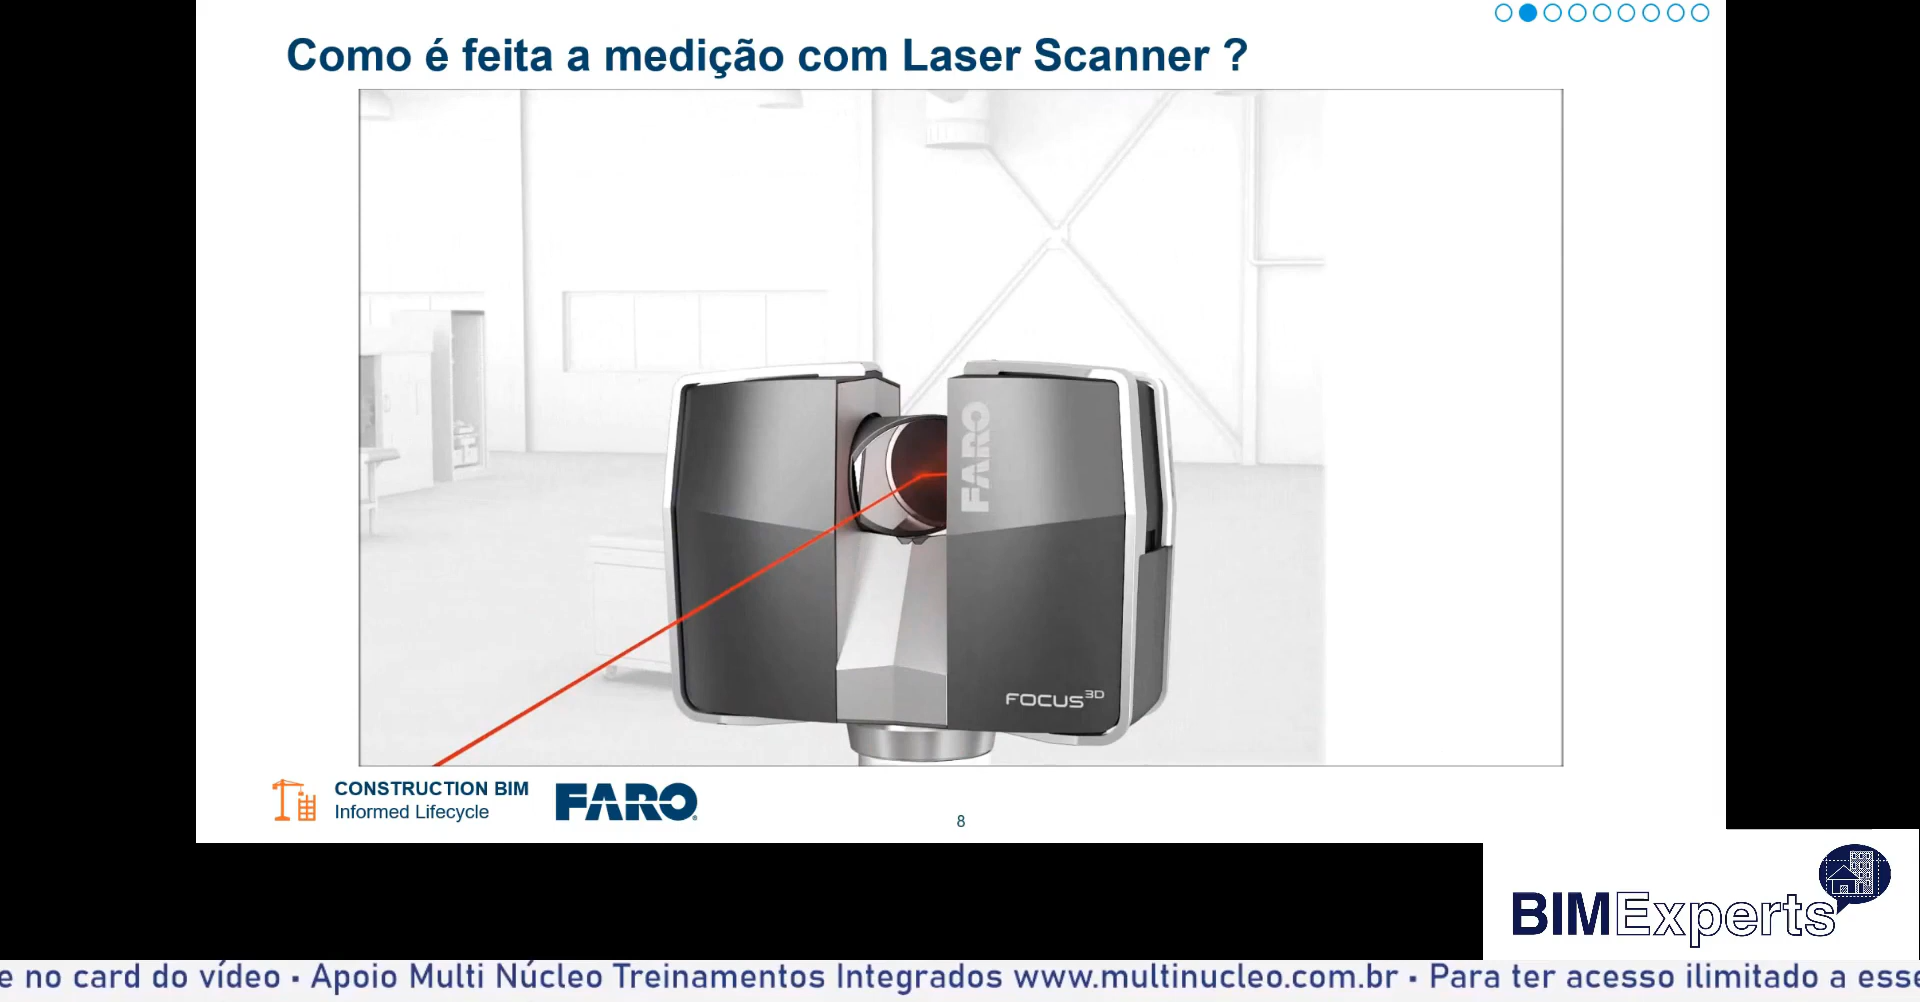 Como é feita a medição com Laser Scanner ?
FARO
FOCUS3D
CONSTRUCTION BIM
Informed Lifecycle
FARO
8
BIMExperts
e no card do vídeo • Apoio Multi Núcleo Treinamentos Integrados www.multinucleo.com.br • Para ter acesso ilimitado a esse